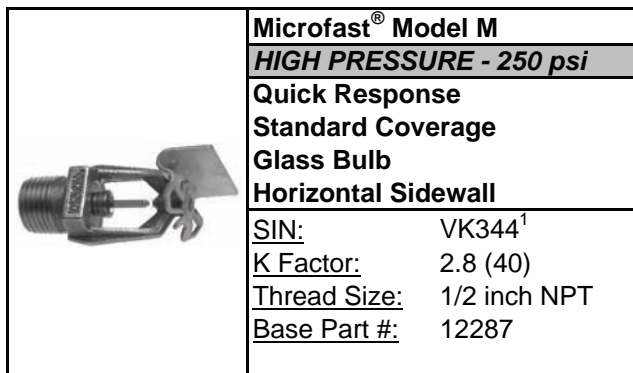 Microfast® Model M
HIGH PRESSURE - 250 psi
Quick Response
Standard Coverage
Glass Bulb
Horizontal Sidewall
SIN: VK344¹
K Factor: 2.8 (40)
Thread Size: 1/2 inch NPT
Base Part #: 12287